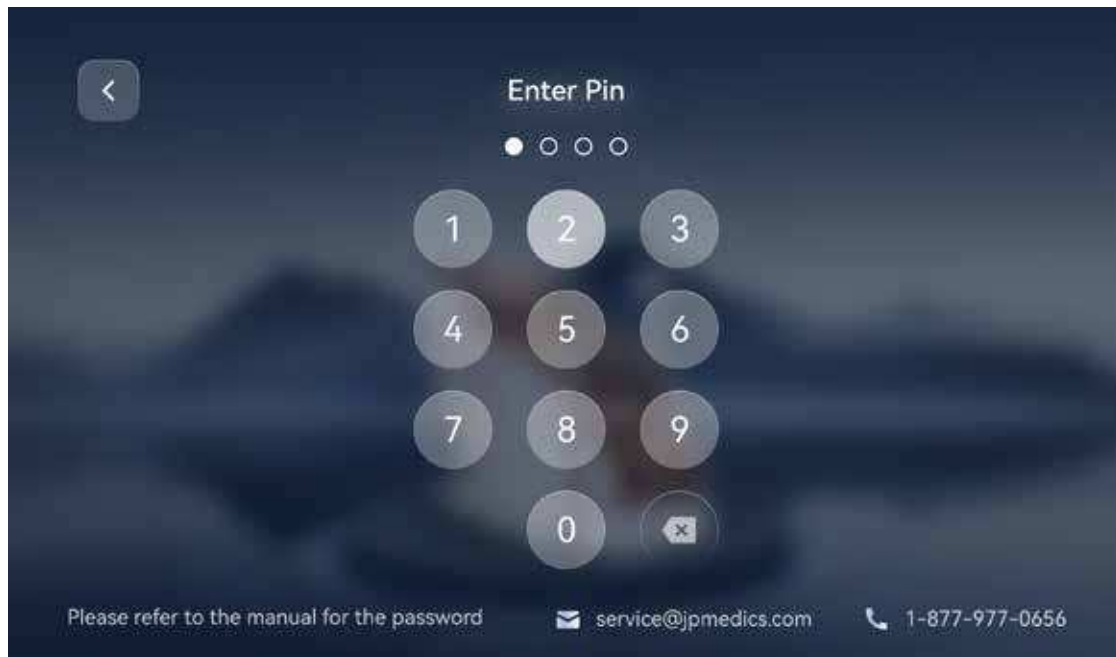 Enter Pin
1 2 3
4 5 6
7 8 9
0
Please refer to the manual for the password service@jpmedics.com 1-877-977-0656